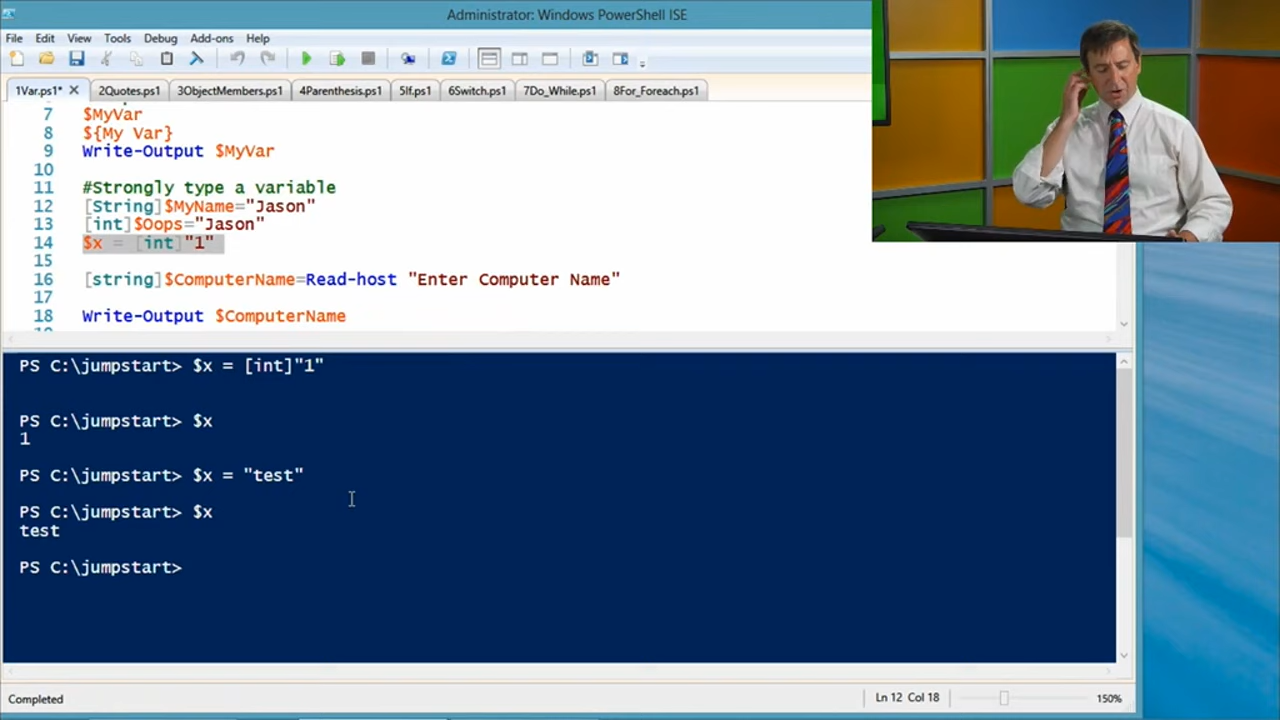 Administrator: Windows PowerShell ISE
File Edit View Tools Debug Add-ons Help
1Var.ps1* 2Quotes.ps1 3ObjectMembers.ps1 4Parenthesis.ps1 5If.ps1 6Switch.ps1 7Do_While.ps1 8For_Foreach.ps1
7 $MyVar
8 ${My Var}
9 Write-Output $MyVar
10
11 #Strongly type a variable
12 [String]$MyName="Jason"
13 [int]$Oops="Jason"
14 $x = [int]"1"
15
16 [string]$ComputerName=Read-host "Enter Computer Name"
17
18 Write-Output $ComputerName
PS C:\jumpstart> $x = [int]"1"
PS C:\jumpstart> $x
1
PS C:\jumpstart> $x = "test"
PS C:\jumpstart> $x
test
PS C:\jumpstart>
Completed Ln 12 Col 18 150%